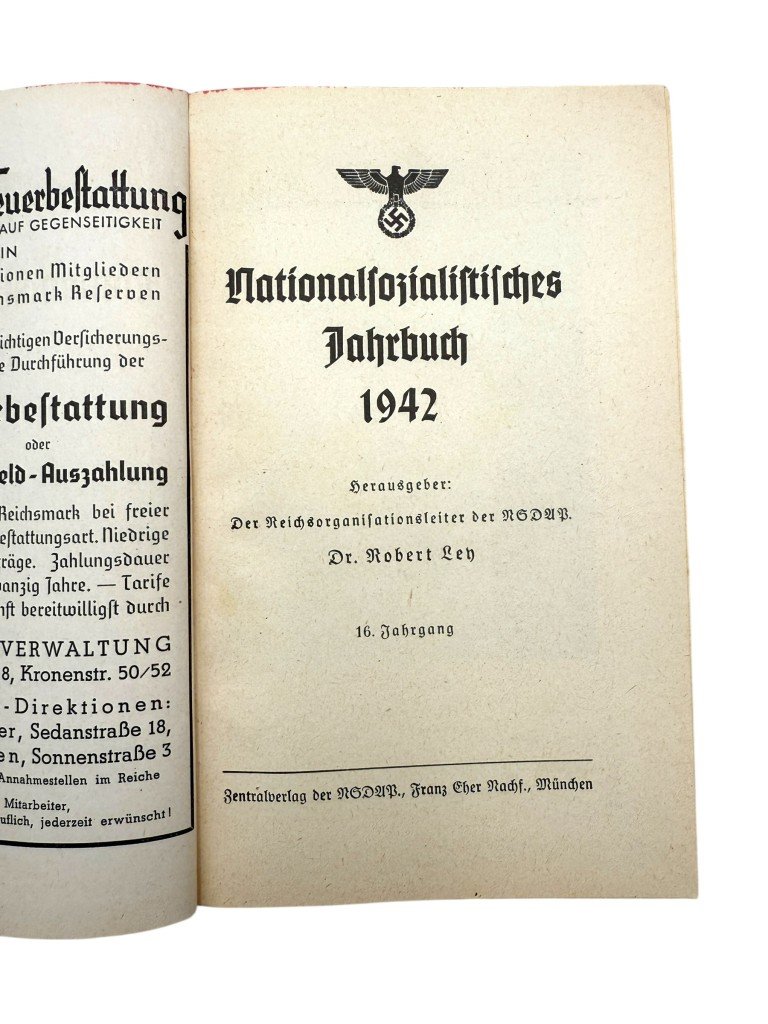 Feuerbestattung
AUF GEGENSEITIGKEIT
IN
ionen Mitgliedern
nsmark Reserven
ichtigen Versicherungs-
e Durchführung der
bestattung
oder
eld-Auszahlung
Reichsmark bei freier
estattungsart. Niedrige
träge. Zahlungsdauer
wanzig Jahre. — Tarife
nft bereitwilligst durch
VERWALTUNG
8, Kronenstr. 50/52
-Direktionen:
er, Sedanstraße 18,
en, Sonnenstraße 3
Annahmestellen im Reiche
Mitarbeiter,
uflich, jederzeit erwünscht!
Nationalsozialistisches
Jahrbuch
1942
Herausgeber:
Der Reichsorganisationsleiter der NSDAP.
Dr. Robert Ley
16. Jahrgang
Zentralverlag der NSDAP., Franz Eher Nachf., München